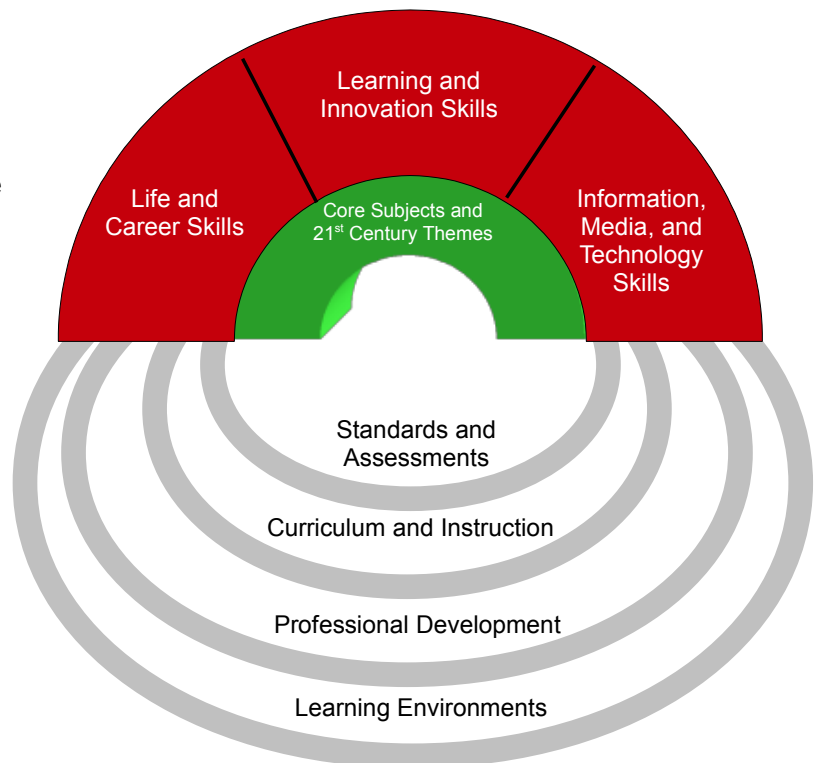 Learning and
Innovation Skills
Life and
Career Skills
Information,
Media, and
Technology
Skills
Core Subjects and
21st Century Themes
Standards and
Assessments
Curriculum and Instruction
Professional Development
Learning Environments